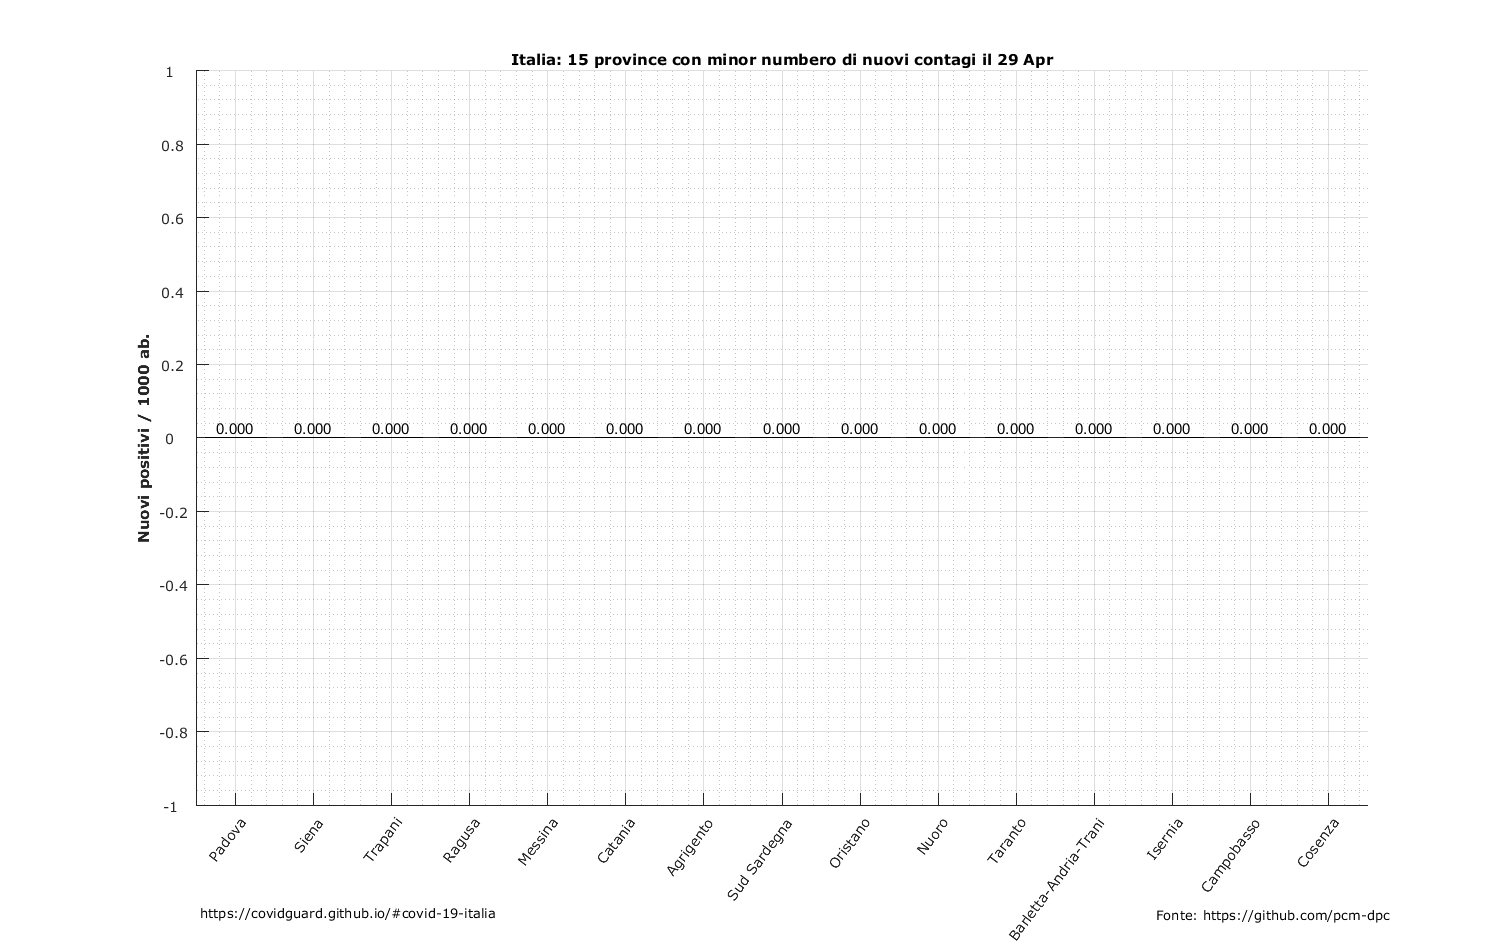 Italia: 15 province con minor numbero di nuovi contagi il 29 Apr
Nuovi positivi / 1000 ab.
1
0.8
0.6
0.4
0.2
0
-0.2
-0.4
-0.6
-0.8
-1
0.000 0.000 0.000 0.000 0.000 0.000 0.000 0.000 0.000 0.000 0.000 0.000 0.000 0.000 0.000
Padova
Siena
Trapani
Ragusa
Messina
Catania
Agrigento
Sud Sardegna
Oristano
Nuoro
Taranto
Barletta-Andria-Trani
Isernia
Campobasso
Cosenza
https://covidguard.github.io/#covid-19-italia
Fonte: https://github.com/pcm-dpc